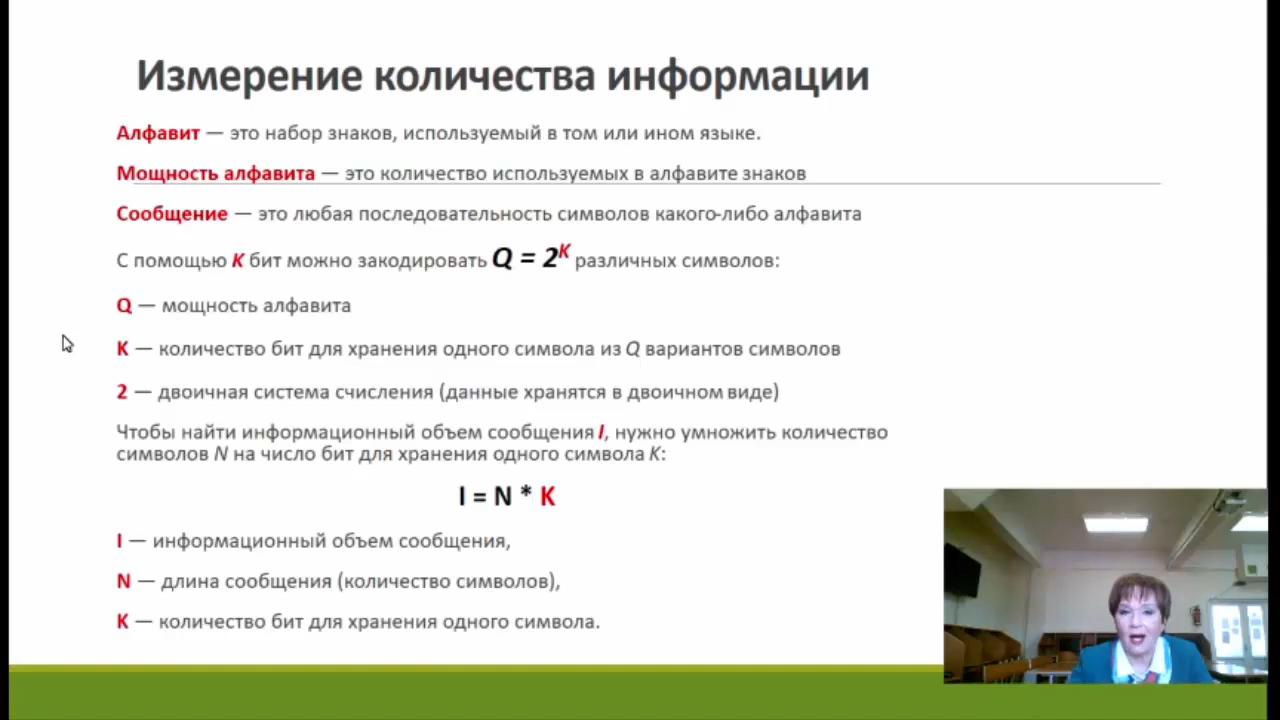 Измерение количества информации
Алфавит — это набор знаков, используемый в том или ином языке.
Мощность алфавита — это количество используемых в алфавите знаков
Сообщение — это любая последовательность символов какого-либо алфавита
С помощью K бит можно закодировать Q = 2^K различных символов:
Q — мощность алфавита
K — количество бит для хранения одного символа из Q вариантов символов
2 — двоичная система счисления (данные хранятся в двоичном виде)
Чтобы найти информационный объем сообщения I, нужно умножить количество
символов N на число бит для хранения одного символа K:
I = N * K
I — информационный объем сообщения,
N — длина сообщения (количество символов),
K — количество бит для хранения одного символа.